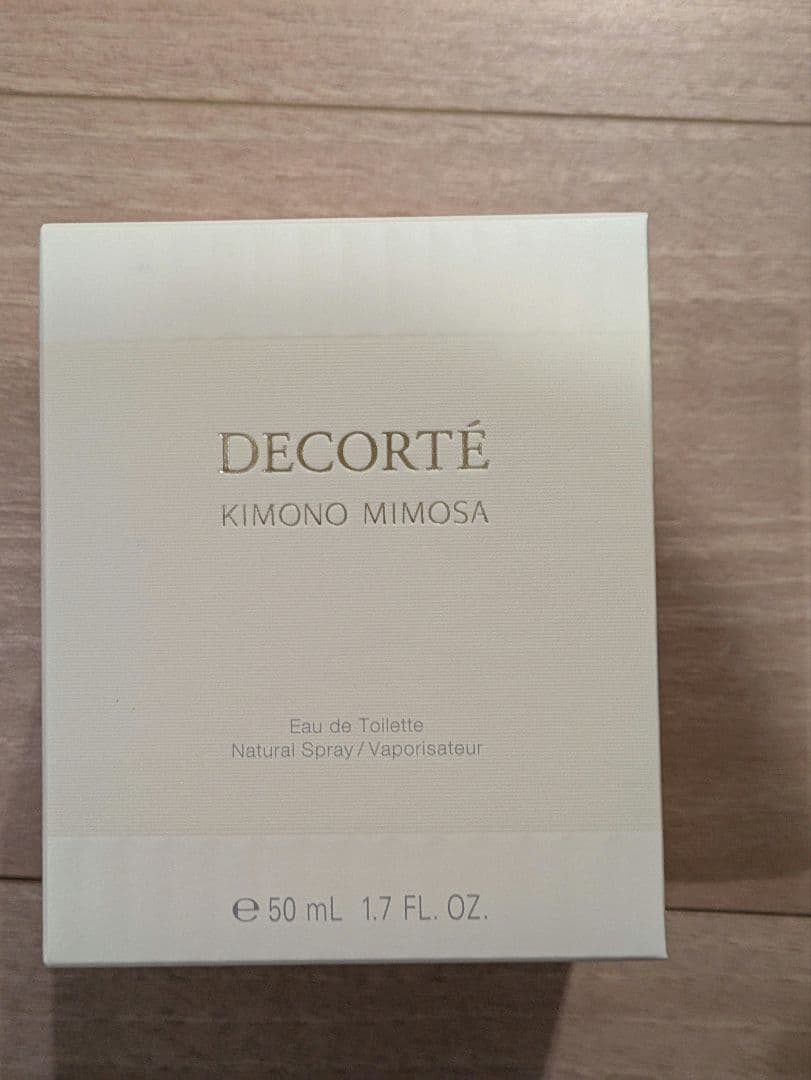 DECORTÉ
KIMONO MIMOSA
Eau de Toilette
Natural Spray/Vaporisateur
℮ 50 mL 1.7 FL. OZ.